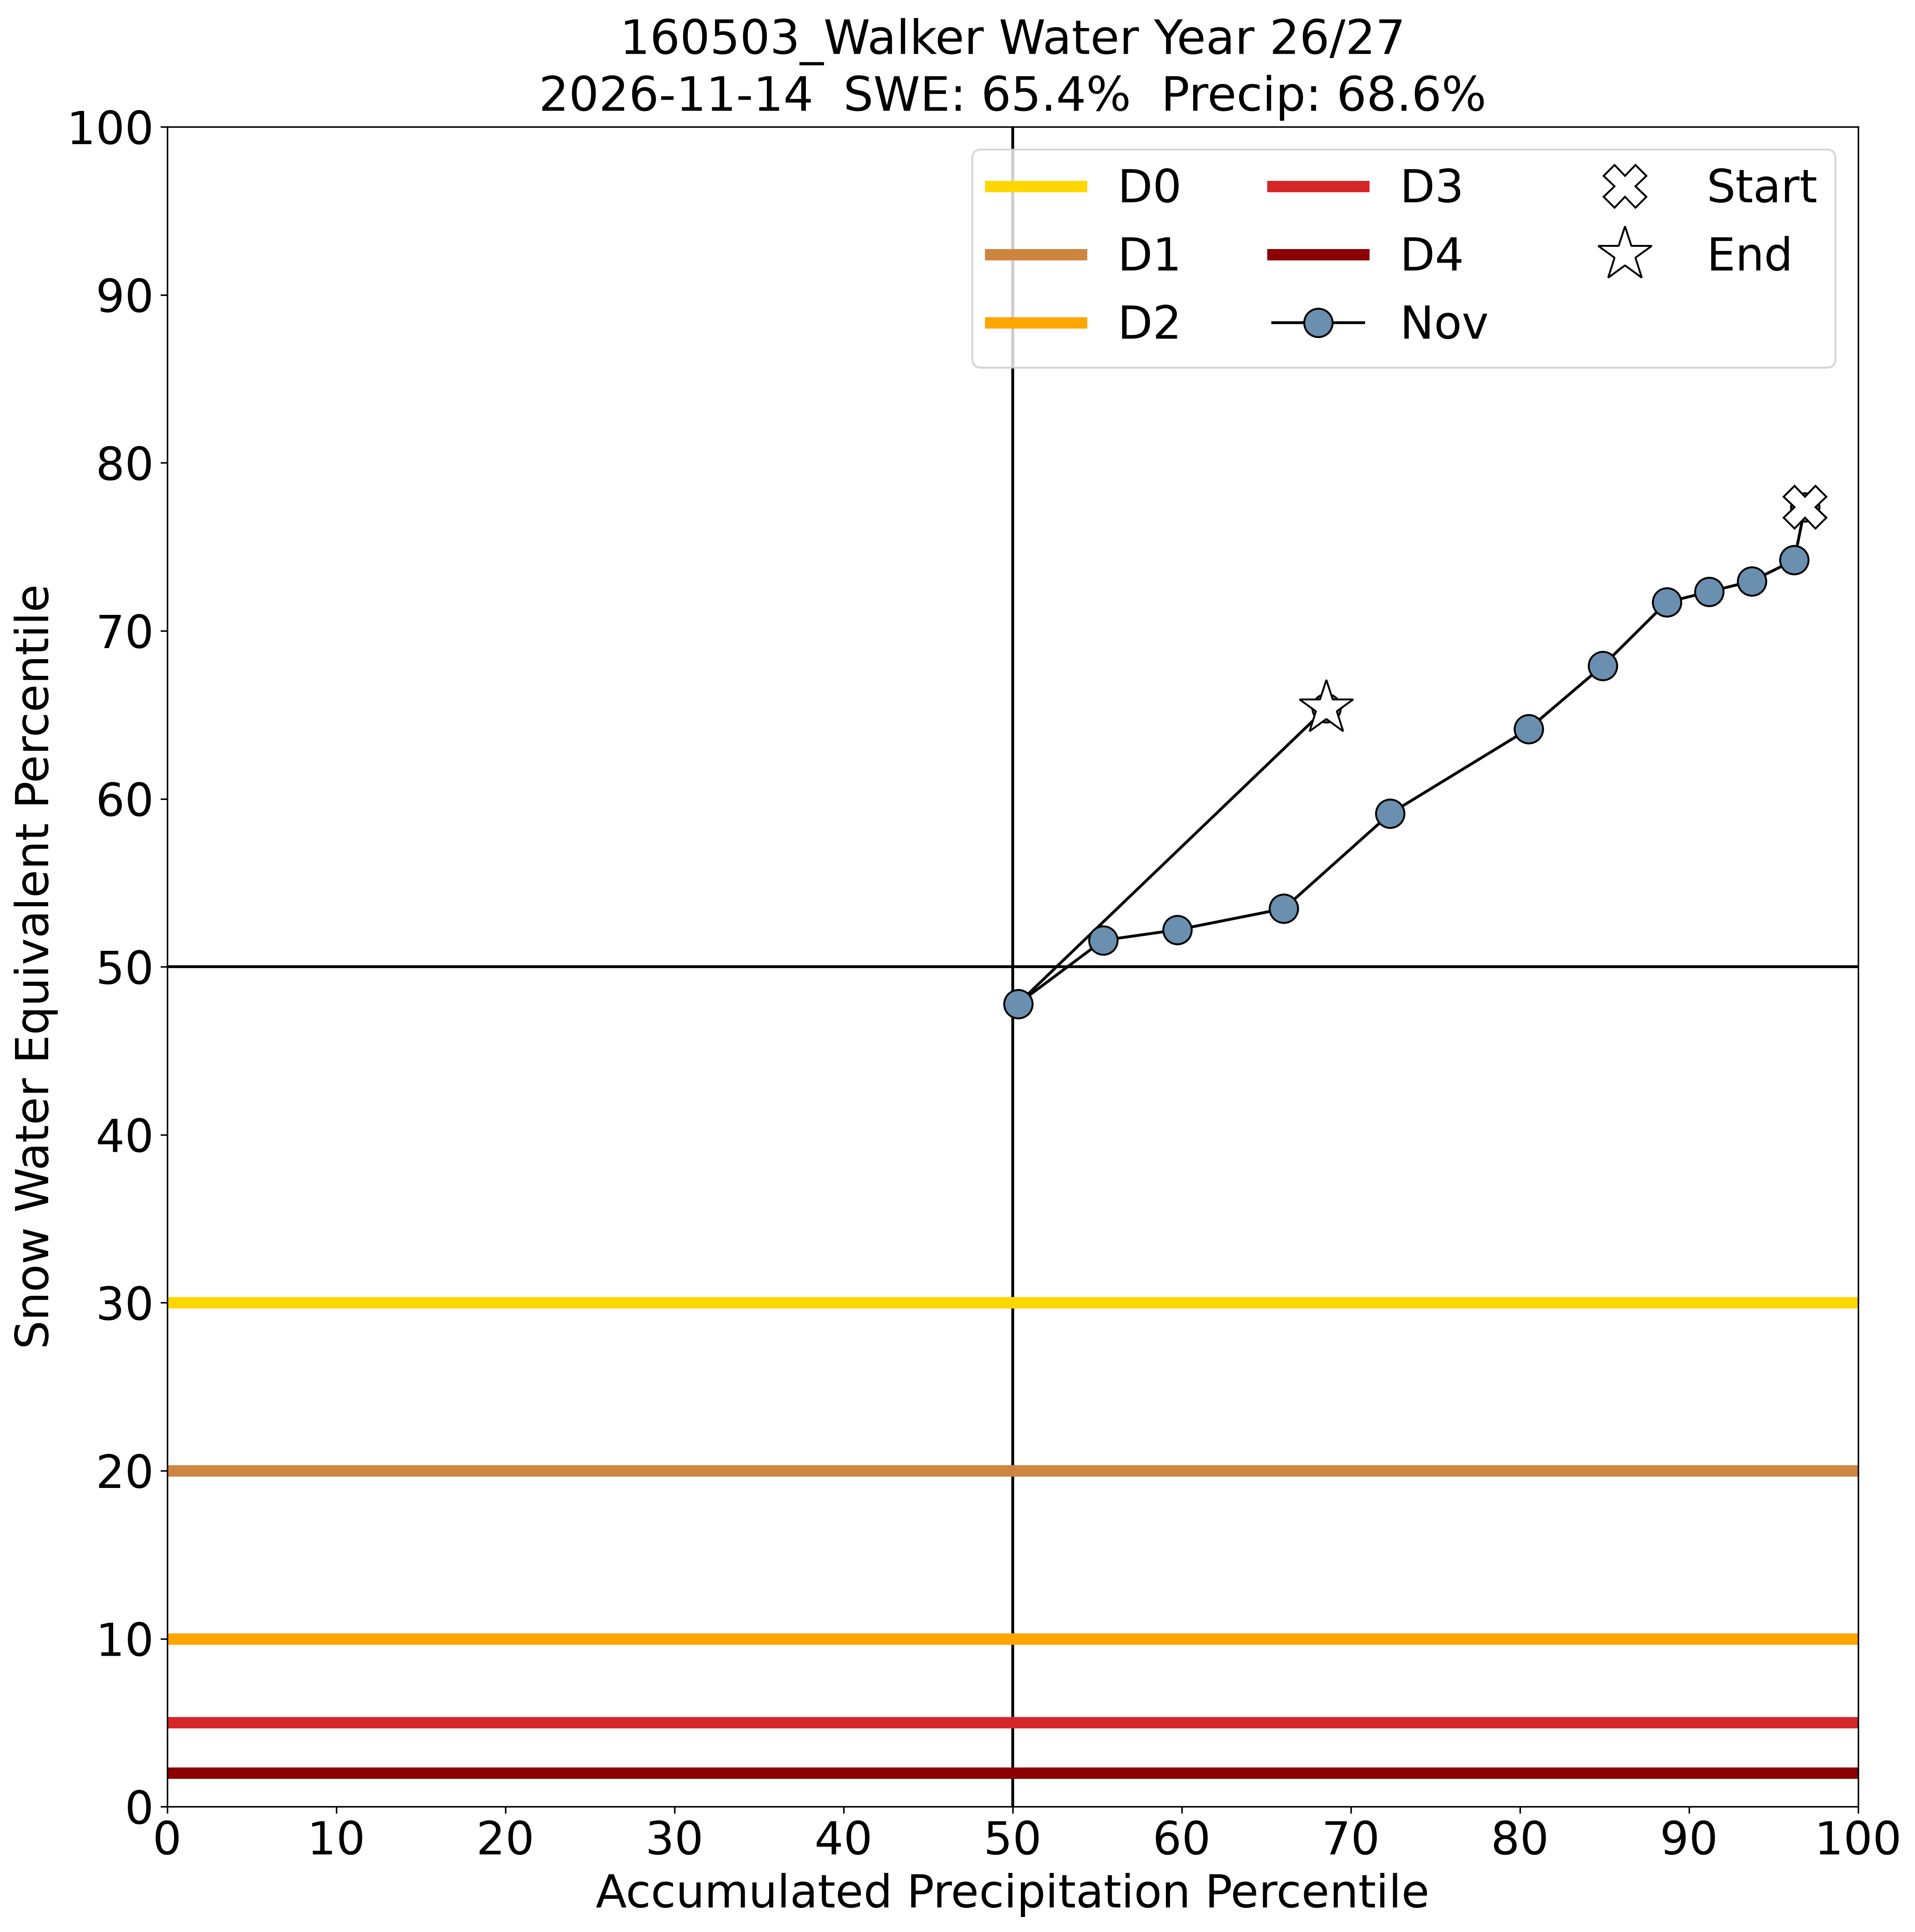 160503_Walker Water Year 26/27
2026-11-14 SWE: 65.4% Precip: 68.6%
D0
D1
D2
D3
D4
Nov
Start
End
Snow Water Equivalent Percentile
100
90
80
70
60
50
40
30
20
10
0
0 10 20 30 40 50 60 70 80 90 100
Accumulated Precipitation Percentile